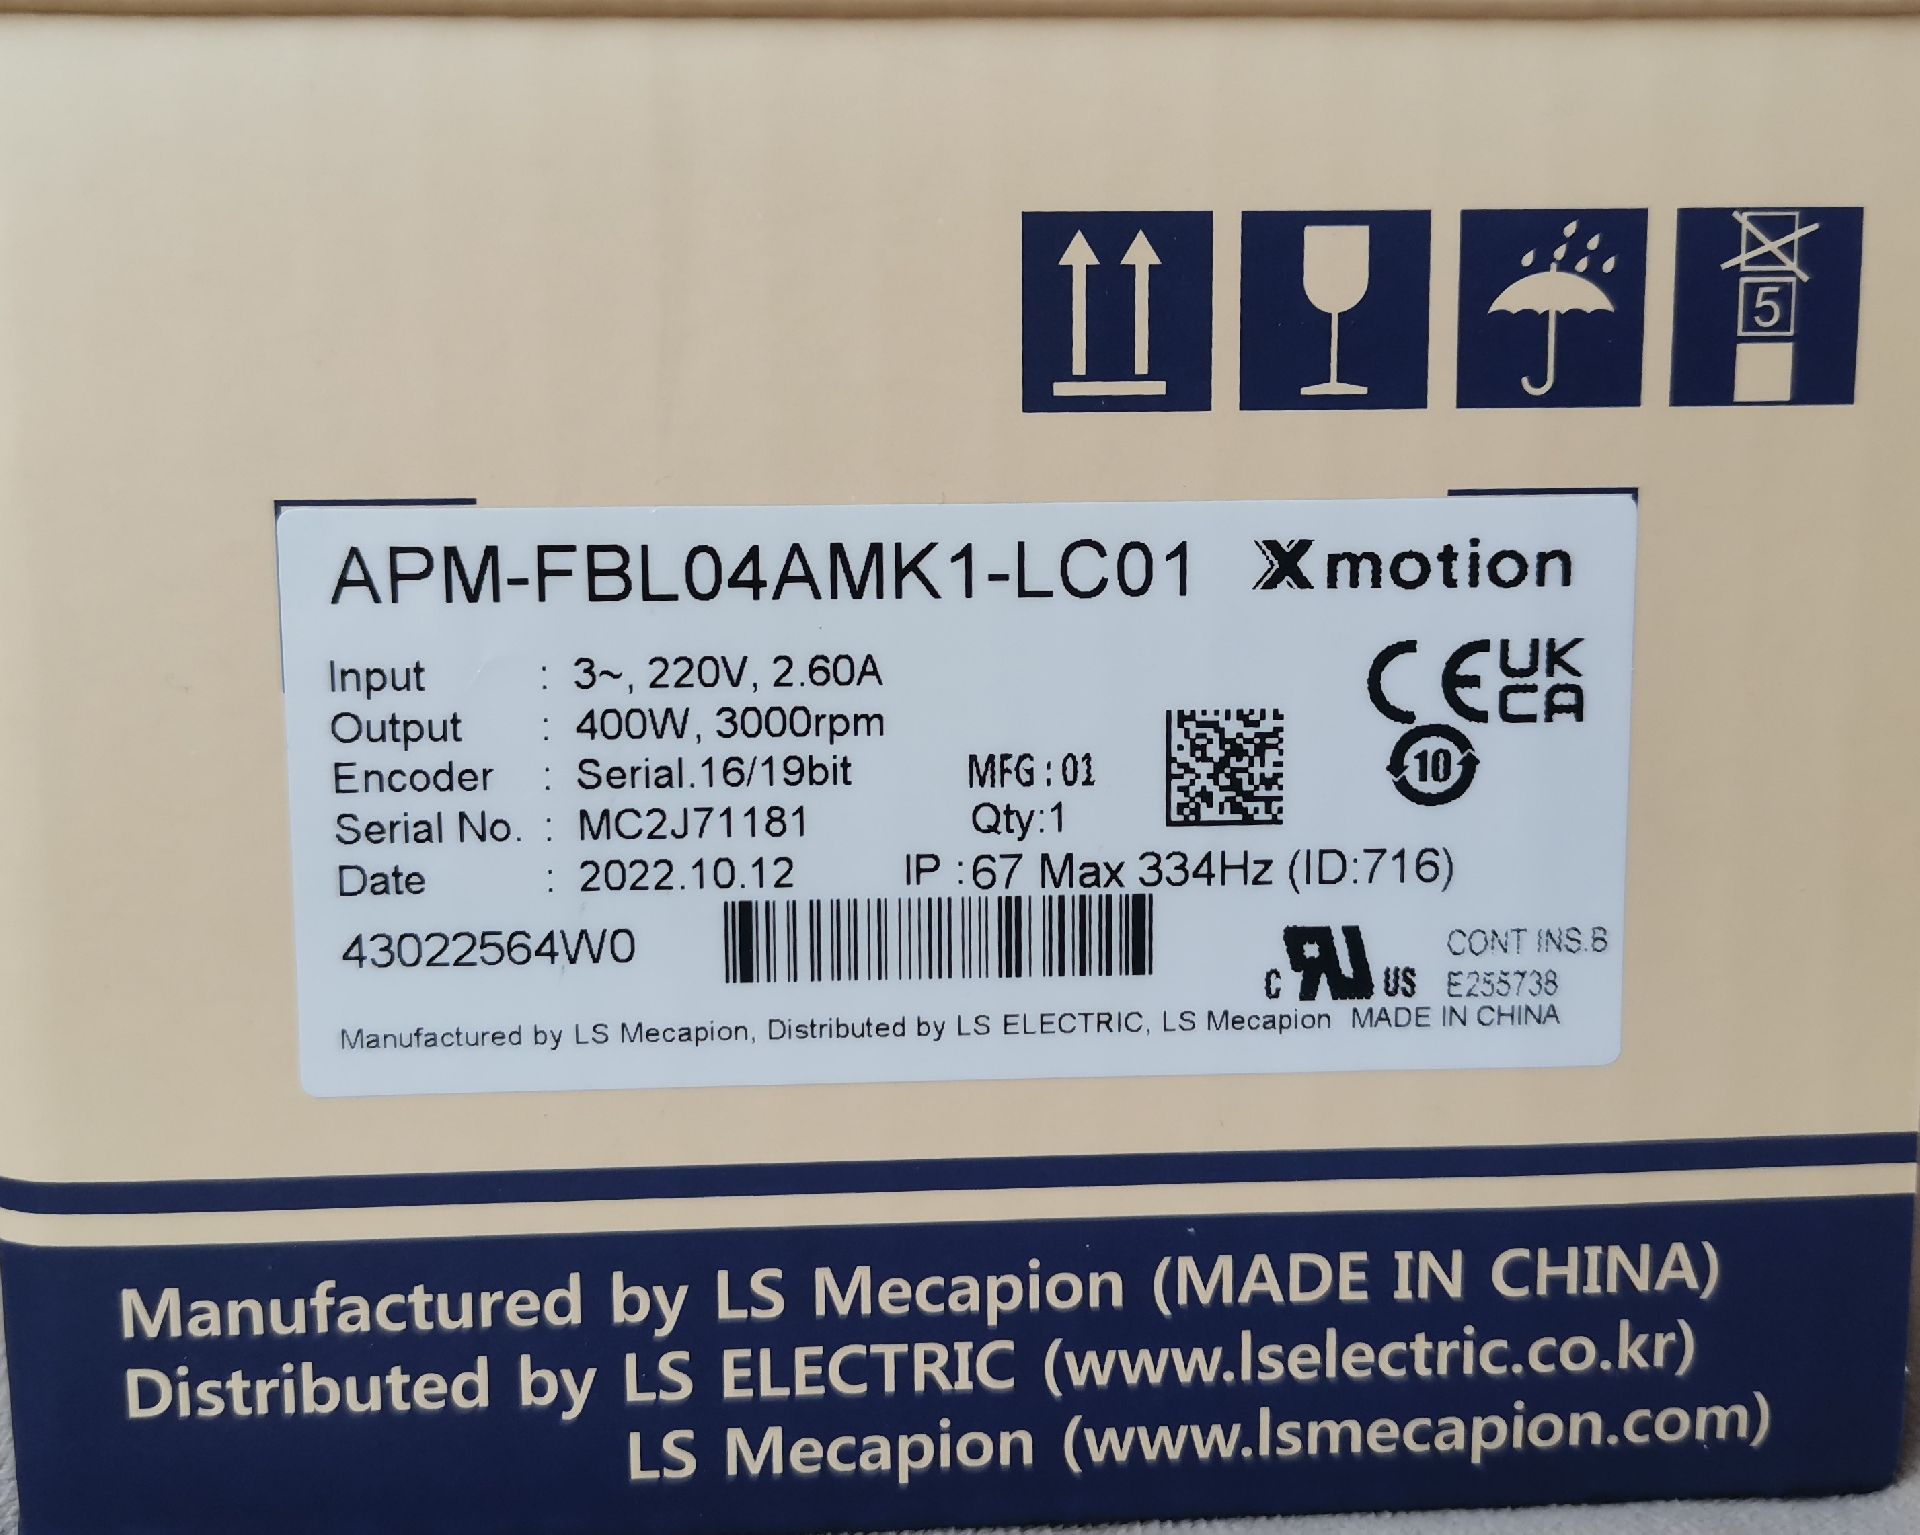 5
APM-FBL04AMK1-LC01 Xmotion
Input : 3~, 220V, 2.60A
Output : 400W, 3000rpm
Encoder : Serial.16/19bit MFG : 01
Serial No. : MC2J71181 Qty:1
Date : 2022.10.12 IP :67 Max 334Hz (ID:716)
CE UK CA
10
43022564W0
c RU US CONT INS.B
E255738
Manufactured by LS Mecapion, Distributed by LS ELECTRIC, LS Mecapion MADE IN CHINA
Manufactured by LS Mecapion (MADE IN CHINA)
Distributed by LS ELECTRIC (www.lselectric.co.kr)
LS Mecapion (www.lsmecapion.com)